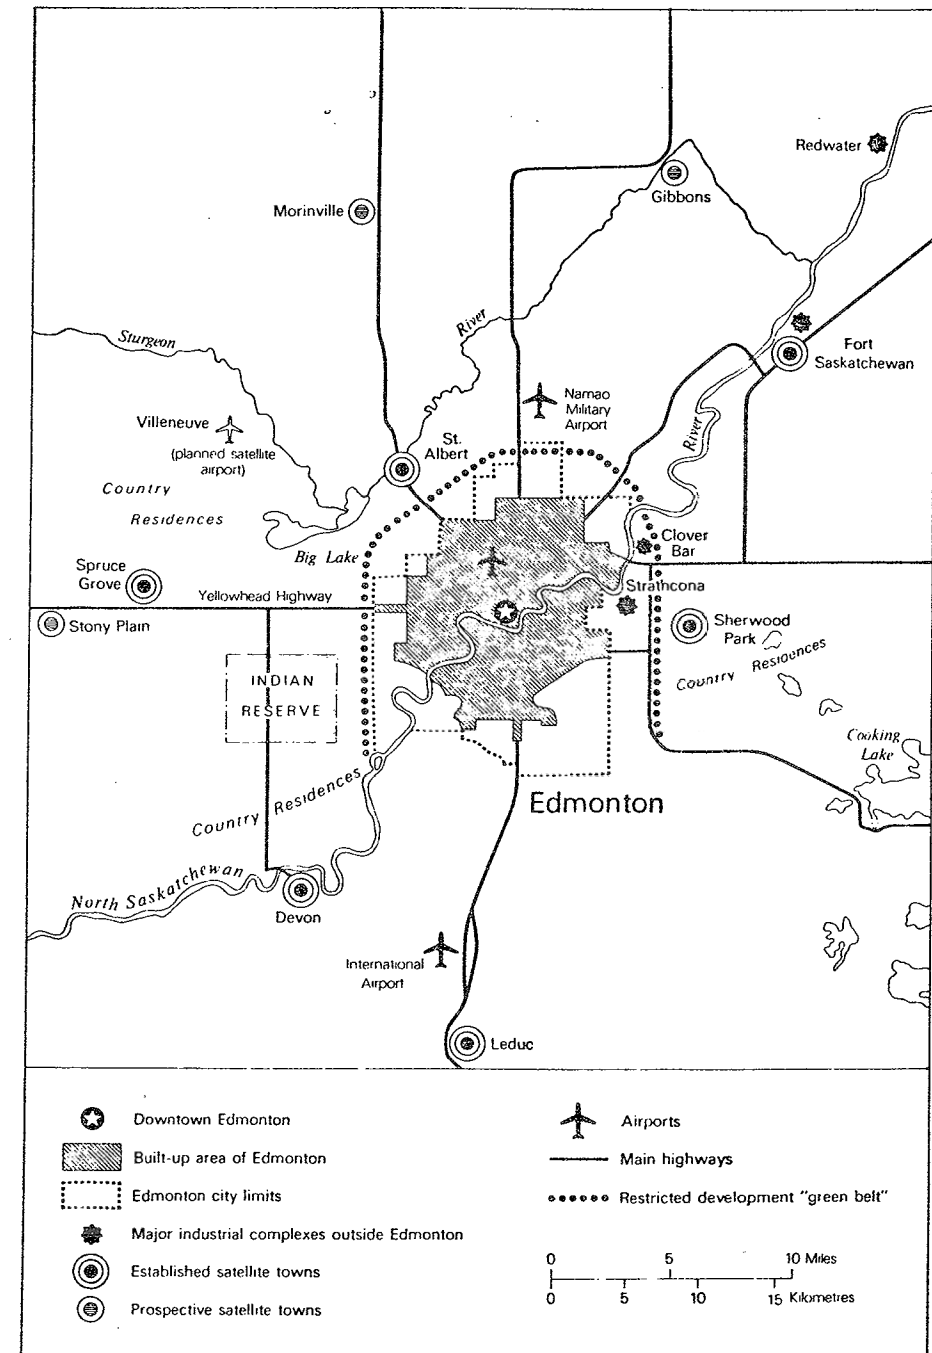 Redwater
Gibbons
Morinville
Sturgeon
River
Fort
Saskatchewan
Namao
Military
Airport
River
Villeneuve
(planned satellite
airport)
St.
Albert
Country
Residences
Big Lake
Clover
Bar
Spruce
Grove
Yellowhead Highway
Strathcona
Stony Plain
Sherwood
Park
INDIAN
RESERVE
Country Residences
Cooking
Lake
Country Residences
Edmonton
North Saskatchewan
Devon
International
Airport
Leduc
Downtown Edmonton
Built-up area of Edmonton
Edmonton city limits
Major industrial complexes outside Edmonton
Established satellite towns
Prospective satellite towns
Airports
Main highways
Restricted development "green belt"
0 5 10 Miles
0 5 10 15 Kilometres